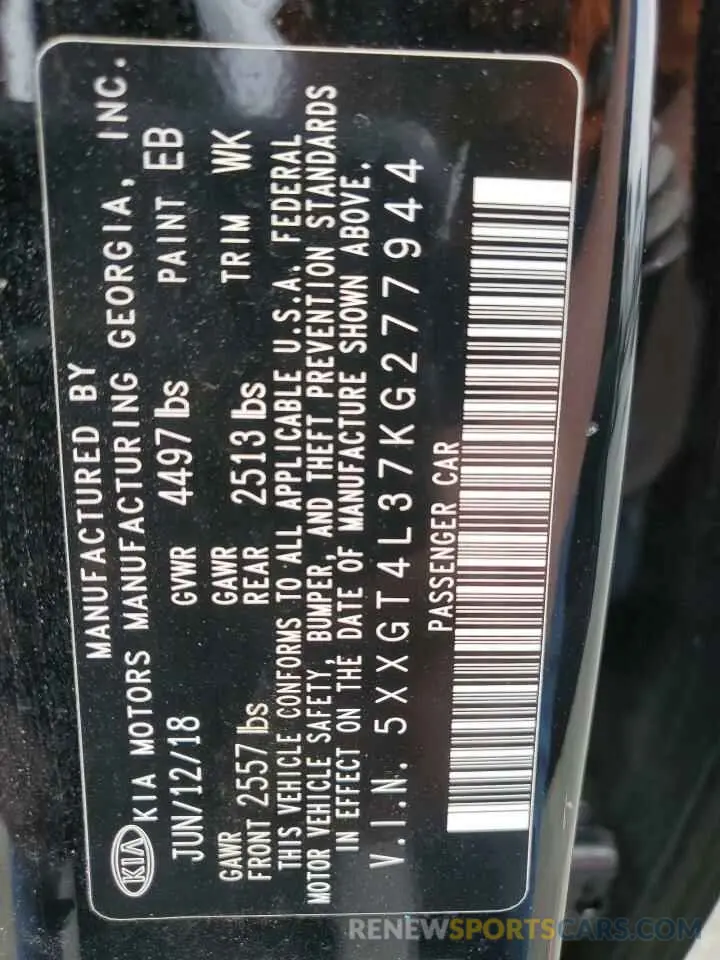 MANUFACTURED BY
KIA KIA MOTORS MANUFACTURING GEORGIA, INC.
JUN/12/18 GVWR 4497 lbs PAINT EB
GAWR FRONT 2557 lbs GAWR REAR 2513 lbs TRIM WK
THIS VEHICLE CONFORMS TO ALL APPLICABLE U.S.A. FEDERAL
MOTOR VEHICLE SAFETY, BUMPER, AND THEFT PREVENTION STANDARDS
IN EFFECT ON THE DATE OF MANUFACTURE SHOWN ABOVE.
V.I.N. 5XXGT4L37KG277944
PASSENGER CAR
RENEWSPORTSCARS.COM